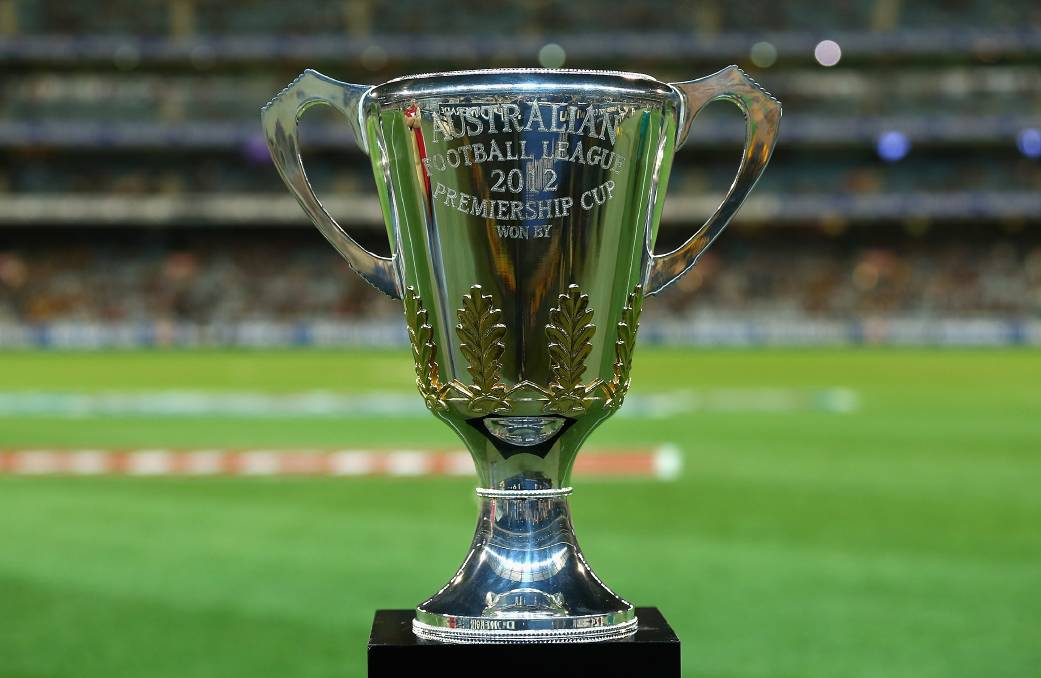 AUSTRALIAN
FOOTBALL LEAGUE
2012
PREMIERSHIP CUP
WON BY